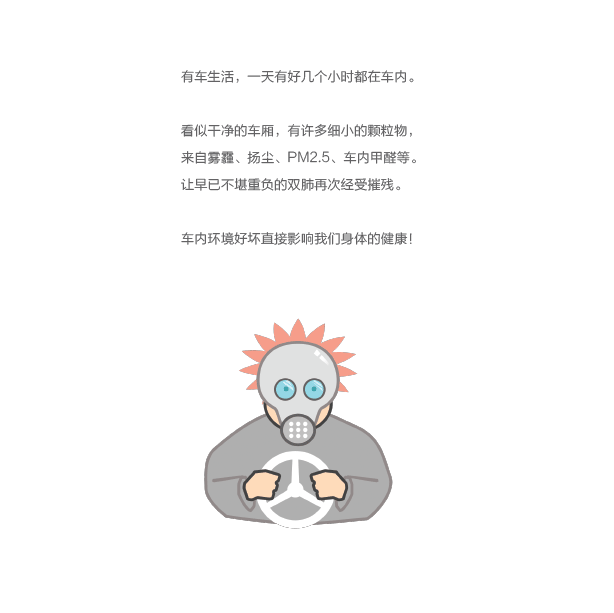 有车生活，一天有好几个小时都在车内。
看似干净的车厢，有许多细小的颗粒物，
来自雾霾、扬尘、PM2.5、车内甲醛等。
让早已不堪重负的双肺再次经受摧残。
车内环境好坏直接影响我们身体的健康！